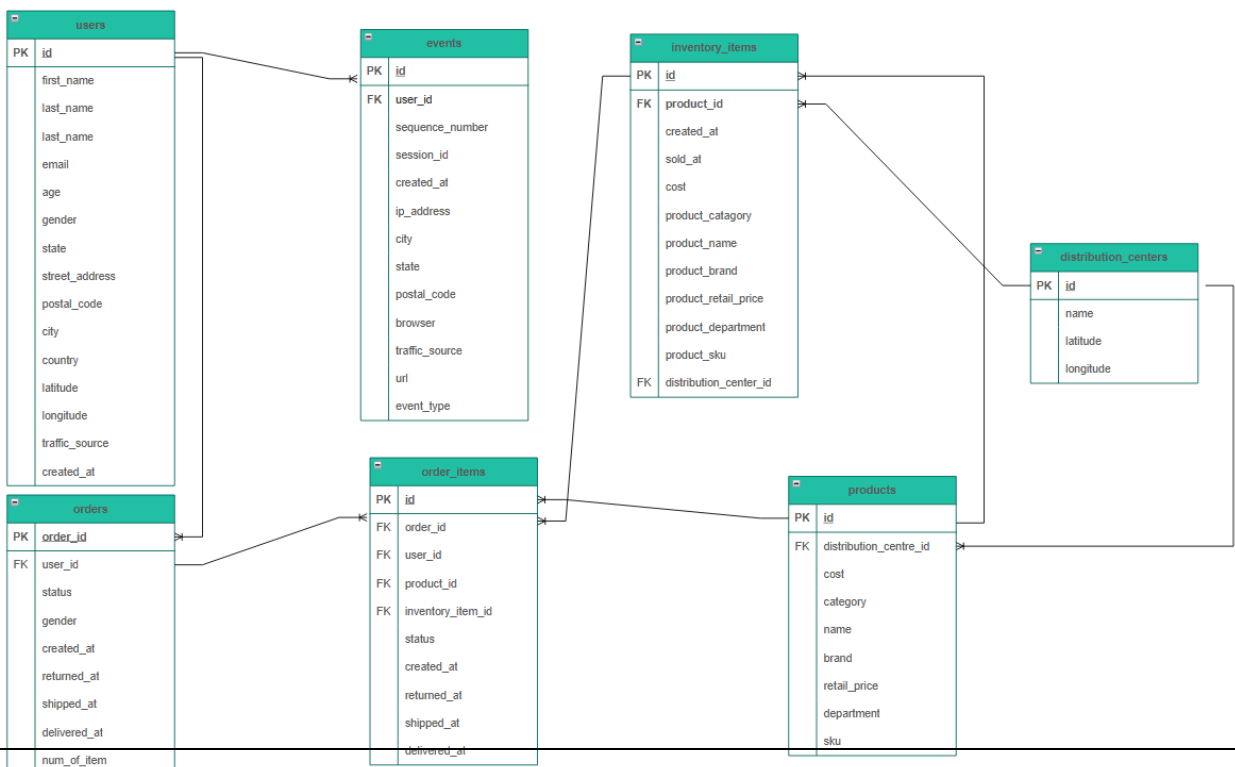 users
PK id
first_name
last_name
last_name
email
age
gender
state
street_address
postal_code
city
country
latitude
longitude
traffic_source
created_at
events
PK id
FK user_id
sequence_number
session_id
created_at
ip_address
city
state
postal_code
browser
traffic_source
url
event_type
inventory_items
PK id
FK product_id
created_at
sold_at
cost
product_catagory
product_name
product_brand
product_retail_price
product_department
product_sku
FK distribution_center_id
distribution_centers
PK id
name
latitude
longitude
orders
PK order_id
FK user_id
status
gender
created_at
returned_at
shipped_at
delivered_at
num_of_item
order_items
PK id
FK order_id
FK user_id
FK product_id
FK inventory_item_id
status
created_at
returned_at
shipped_at
delivered_at
products
PK id
FK distribution_centre_id
cost
category
name
brand
retail_price
department
sku